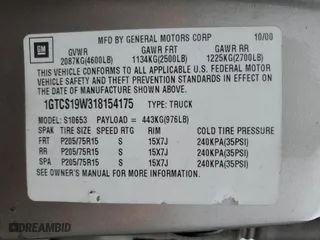 GM
MFD BY GENERAL MOTORS CORP 10/00
GVWR GAWR FRT GAWR RR
2087KG(4600LB) 1134KG(2500LB) 1225KG(2700LB)
THIS VEHICLE CONFORMS TO ALL APPLICABLE U.S. FEDERAL MOTOR
VEHICLE SAFETY AND THEFT PREVENTION STANDARDS IN EFFECT ON
THE DATE OF MANUFACTURE SHOWN ABOVE.
1GTCS19W318154175 TYPE: TRUCK
MODEL: S10653 PAYLOAD = 443KG(976LB)
SPAK TIRE SIZE SPEED RTG RIM COLD TIRE PRESSURE
FRT P205/75R15 S 15X7J 240KPA(35PSI)
RR P205/75R15 S 15X7J 240KPA(35PSI)
SPA P205/75R15 S 15X7J 240KPA(35PSI)
SEE OWNER'S MANUAL FOR MORE INFORMATION.
DREAMBID